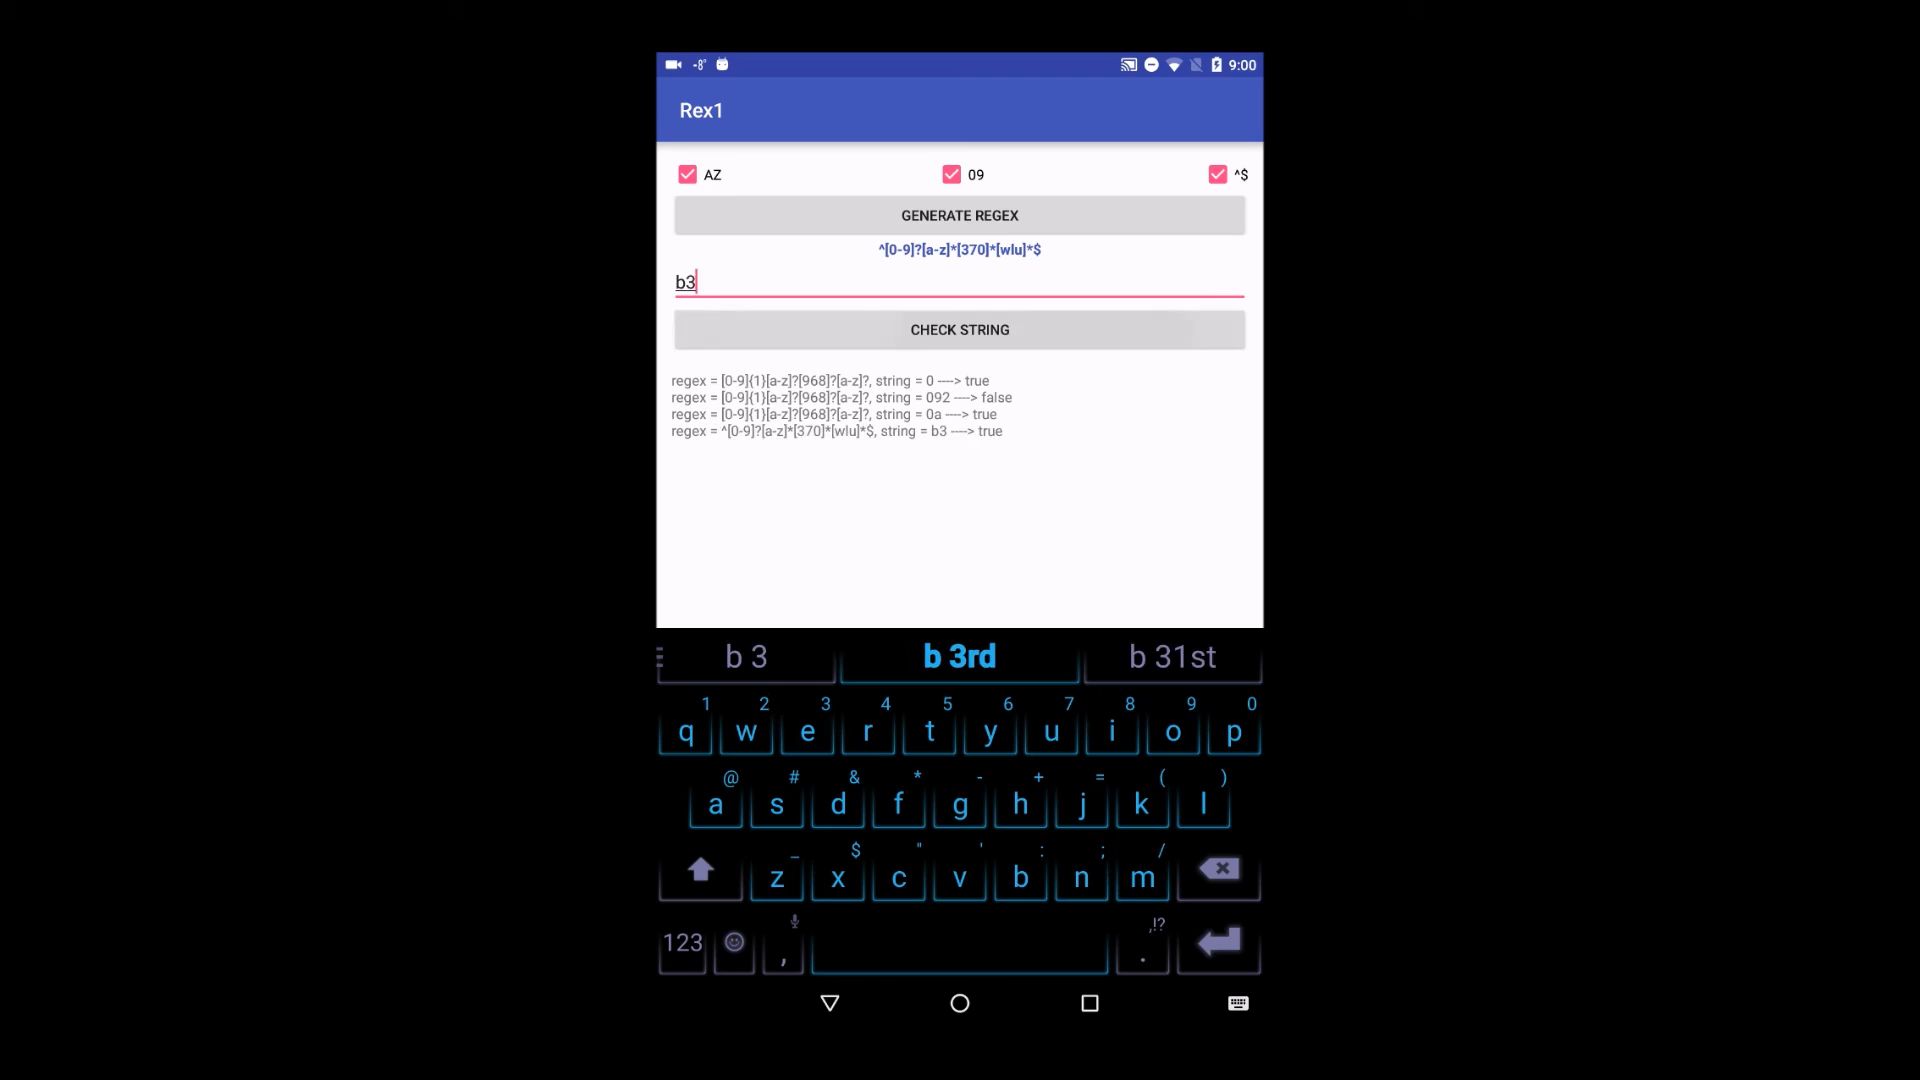 -8° 9:00
Rex1
AZ 09 ^$
GENERATE REGEX
^[0-9]?[a-z]*[370]*[wlu]*$
b3
CHECK STRING
regex = [0-9]{1}[a-z]?[968]?[a-z]?, string = 0 ----> true
regex = [0-9]{1}[a-z]?[968]?[a-z]?, string = 092 ----> false
regex = [0-9]{1}[a-z]?[968]?[a-z]?, string = 0a ----> true
regex = ^[0-9]?[a-z]*[370]*[wlu]*$, string = b3 ----> true
b 3 b 3rd b 31st
1 2 3 4 5 6 7 8 9 0
q w e r t y u i o p
@ # & * - + = ( )
a s d f g h j k l
_ $ " ' : ; /
z x c v b n m
,!?
123 , .